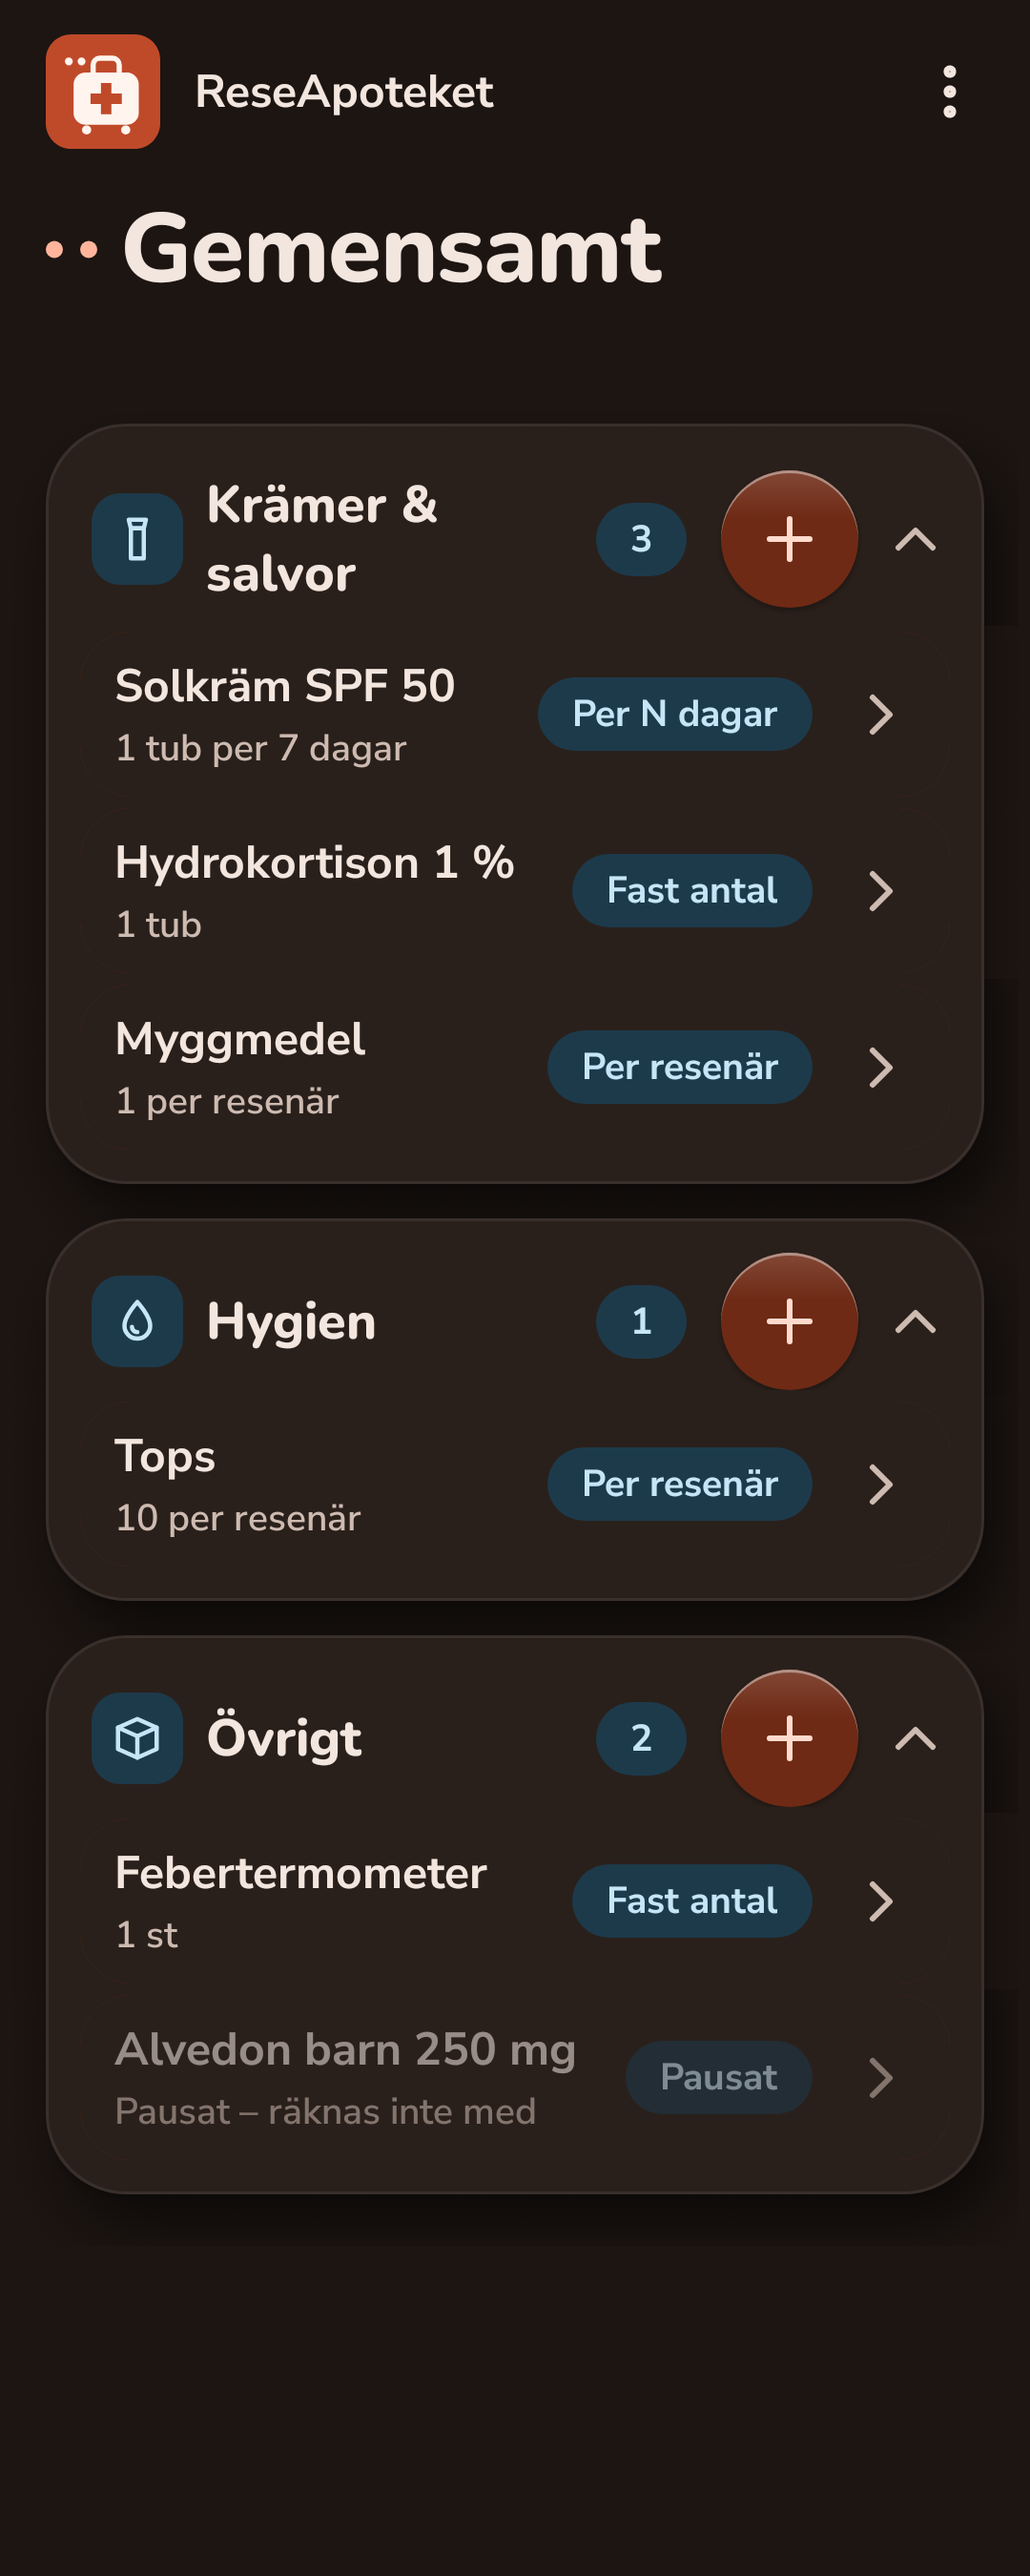 ReseApoteket
Gemensamt
Krämer &
salvor
3
Solkräm SPF 50
1 tub per 7 dagar
Per N dagar
Hydrokortison 1 %
1 tub
Fast antal
Myggmedel
1 per resenär
Per resenär
Hygien
1
Tops
10 per resenär
Per resenär
Övrigt
2
Febertermometer
1 st
Fast antal
Alvedon barn 250 mg
Pausat – räknas inte med
Pausat